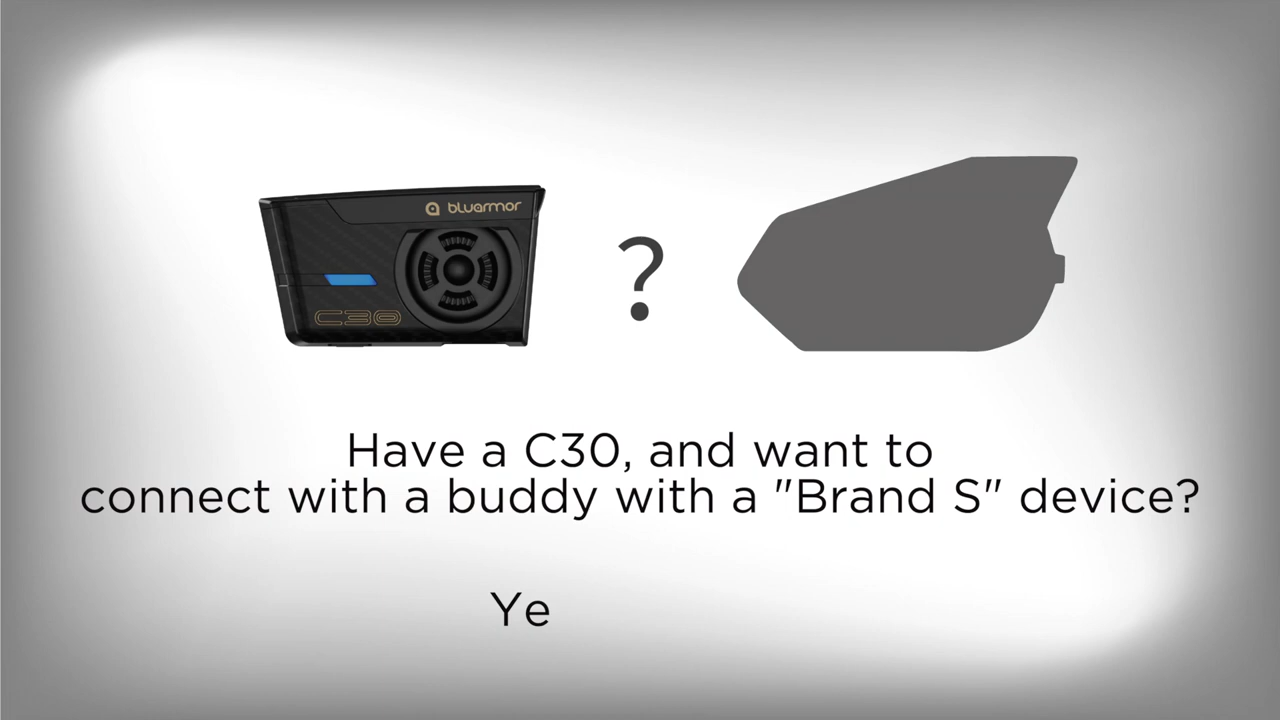 bluarmor
?
C30
Have a C30, and want to
connect with a buddy with a "Brand S" device?
Ye